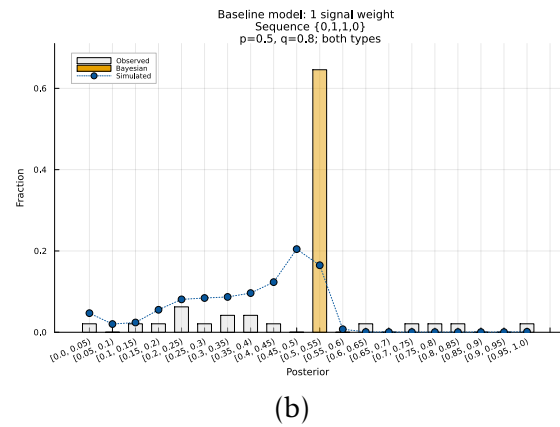 Baseline model: 1 signal weight
Sequence {0,1,1,0}
p=0.5, q=0.8; both types
Observed
Bayesian
Simulated
Fraction
0.6
0.4
0.2
0.0
[0.0, 0.05)
[0.05, 0.1)
[0.1, 0.15)
[0.15, 0.2)
[0.2, 0.25)
[0.25, 0.3)
[0.3, 0.35)
[0.35, 0.4)
[0.4, 0.45)
[0.45, 0.5)
[0.5, 0.55)
[0.55, 0.6)
[0.6, 0.65)
[0.65, 0.7)
[0.7, 0.75)
[0.75, 0.8)
[0.8, 0.85)
[0.85, 0.9)
[0.9, 0.95)
[0.95, 1.0)
Posterior
(b)